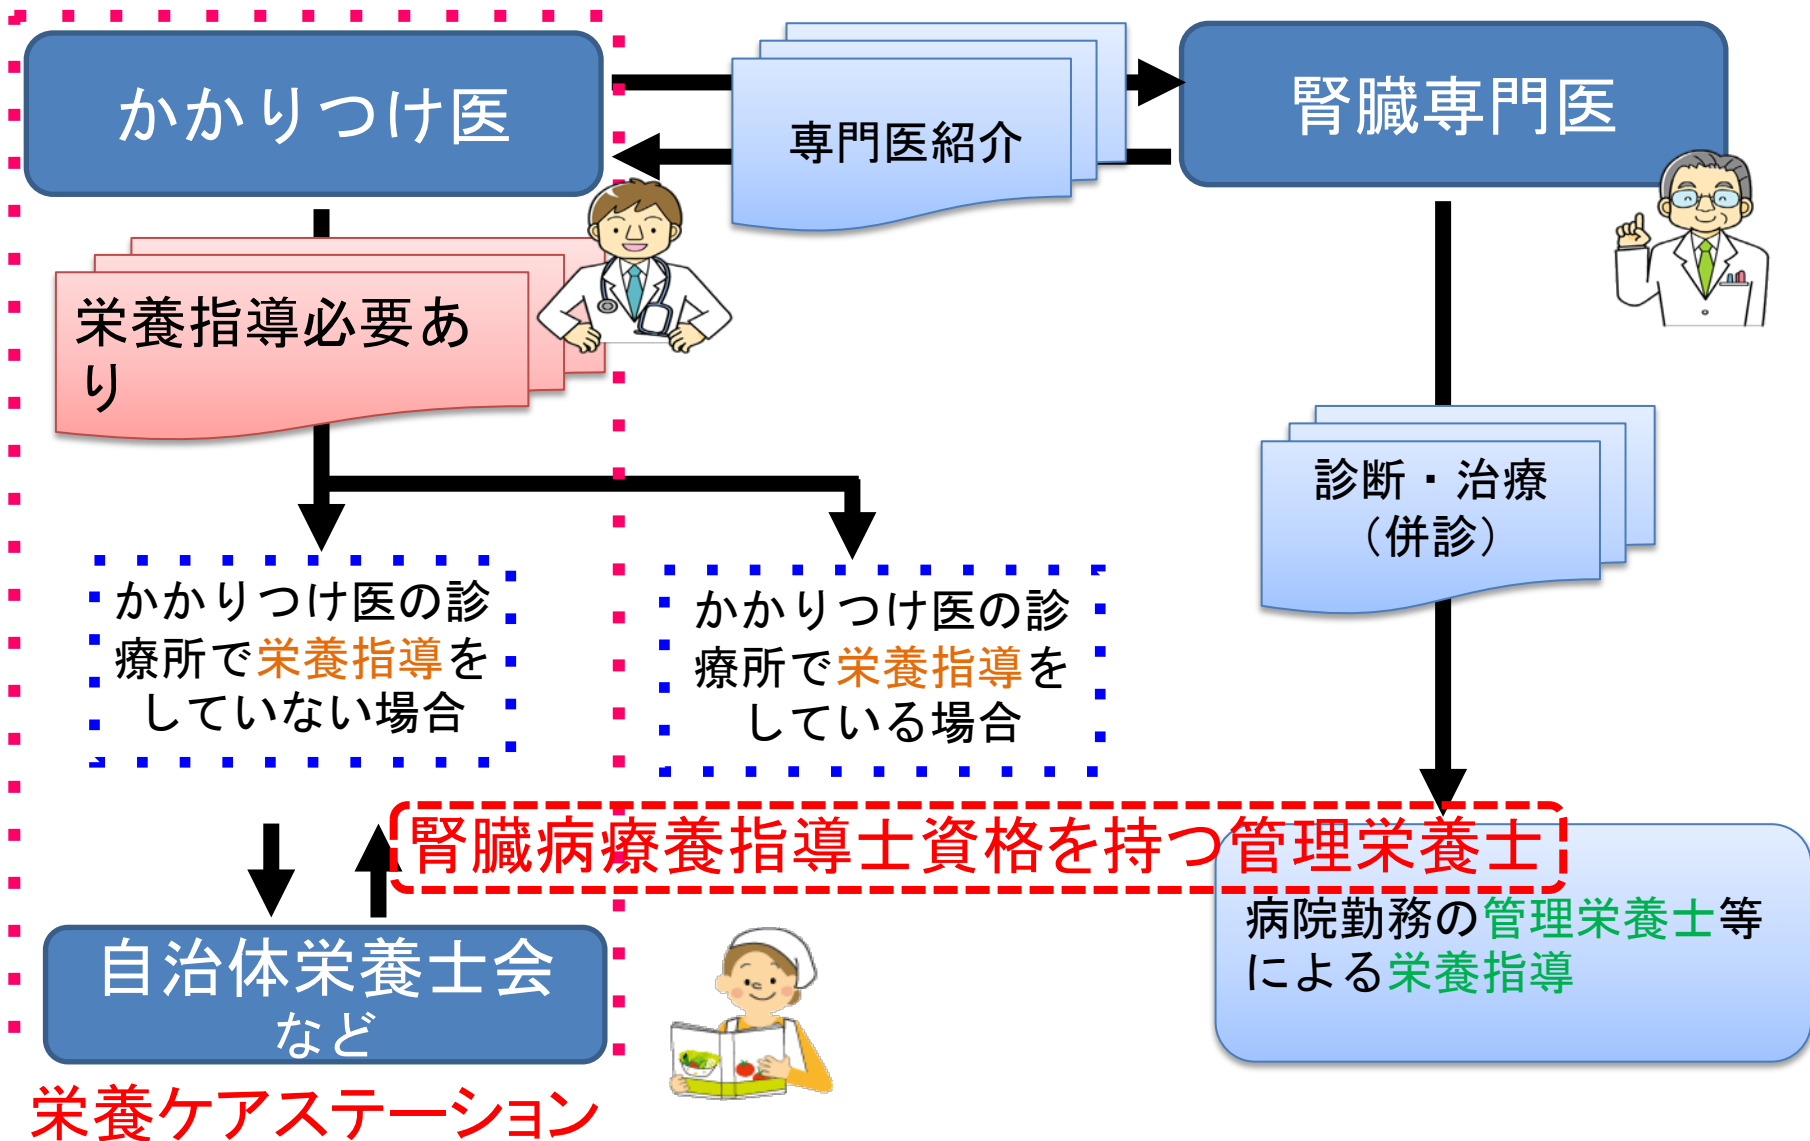 かかりつけ医
専門医紹介
腎臓専門医
栄養指導必要あ
り
診断・治療
（併診）
かかりつけ医の診
療所で栄養指導を
していない場合
かかりつけ医の診
療所で栄養指導を
している場合
腎臓病療養指導士資格を持つ管理栄養士
病院勤務の管理栄養士等
による栄養指導
自治体栄養士会
など
栄養ケアステーション